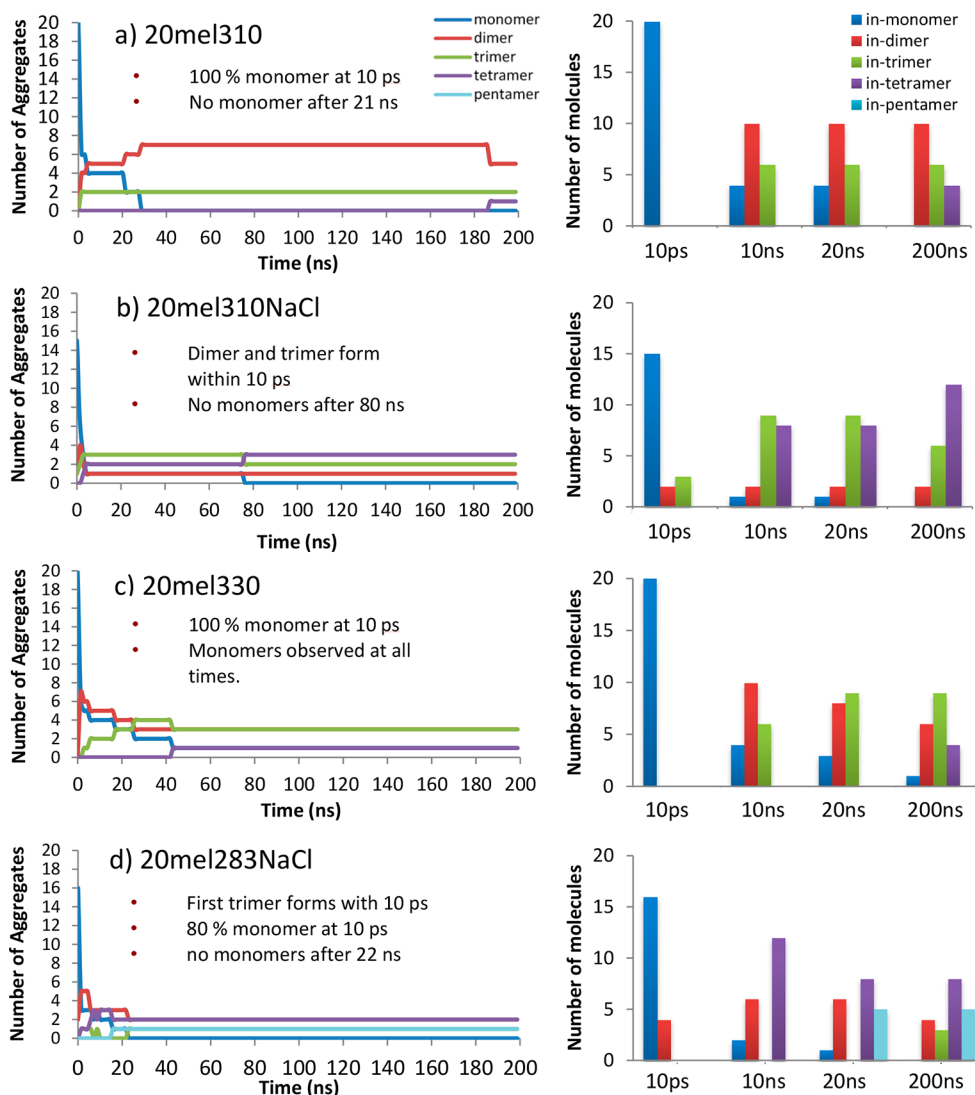 a) 20mel310
• 100 % monomer at 10 ps
• No monomer after 21 ns
monomer
dimer
trimer
tetramer
pentamer
Number of Aggregates
20
18
16
14
12
10
8
6
4
2
0
0 20 40 60 80 100 120 140 160 180 200
Time (ns)
in-monomer
in-dimer
in-trimer
in-tetramer
in-pentamer
Number of molcules
20
15
10
5
0
10ps 10ns 20ns 200ns
b) 20mel310NaCl
• Dimer and trimer form
within 10 ps
• No monomers after 80 ns
Number of Aggregates
20
18
16
14
12
10
8
6
4
2
0
0 20 40 60 80 100 120 140 160 180 200
Time (ns)
Number of molecules
20
15
10
5
0
10ps 10ns 20ns 200ns
c) 20mel330
• 100 % monomer at 10 ps
• Monomers observed at all
times.
Number of Aggregates
20
18
16
14
12
10
8
6
4
2
0
0 20 40 60 80 100 120 140 160 180 200
Time (ns)
Number of molecules
20
15
10
5
0
10ps 10ns 20ns 200ns
d) 20mel283NaCl
• First trimer forms with 10 ps
• 80 % monomer at 10 ps
• no monomers after 22 ns
Number of Aggregates
20
18
16
14
12
10
8
6
4
2
0
0 20 40 60 80 100 120 140 160 180 200
Time (ns)
Number of molecules
20
15
10
5
0
10ps 10ns 20ns 200ns